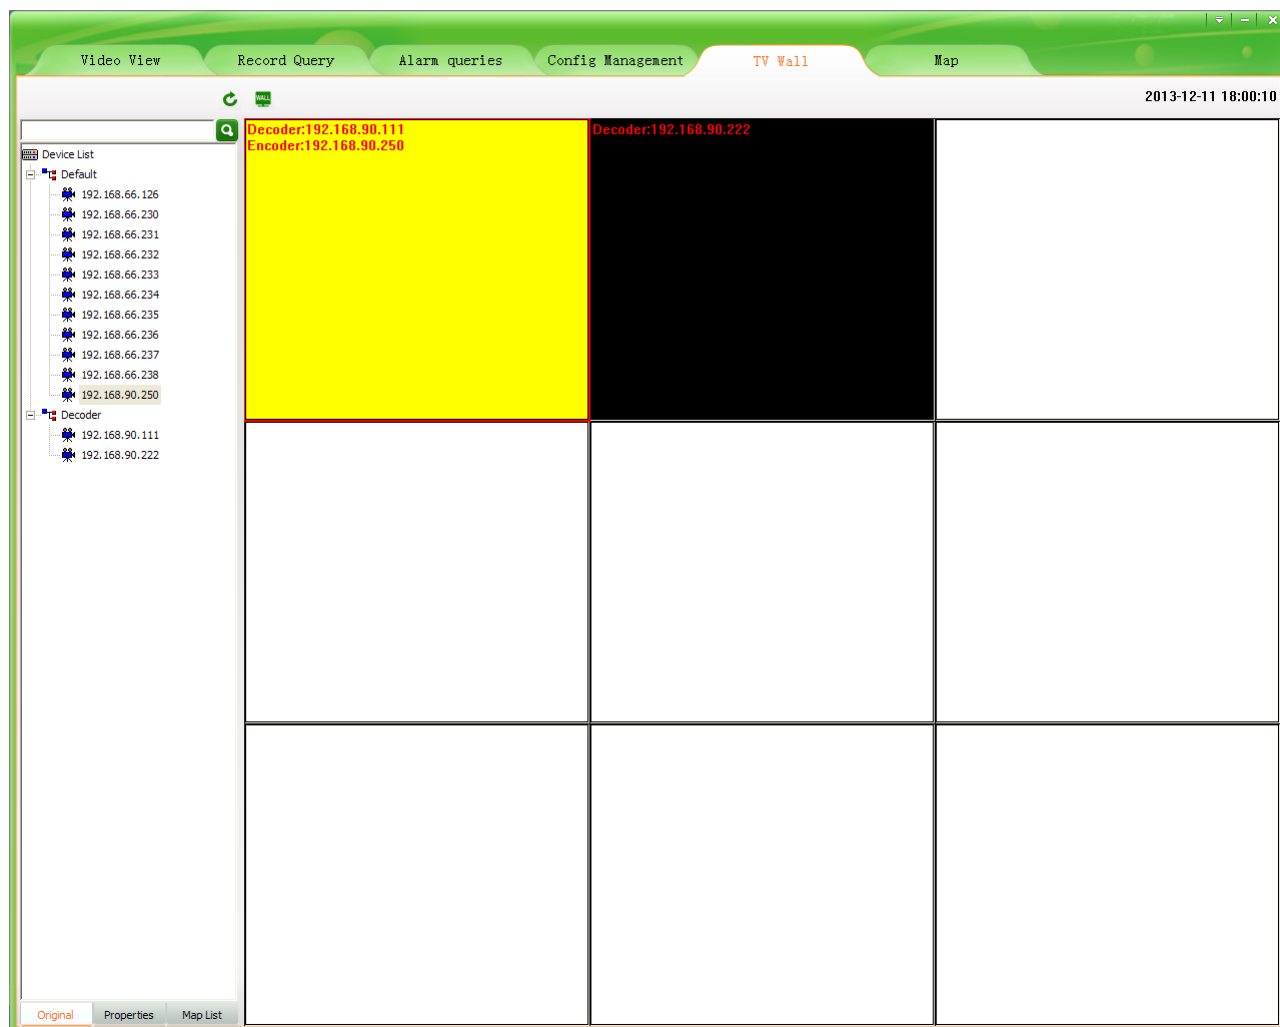 Video View
Record Query
Alarm queries
Config Management
TV Wall
Map
WALL
2013-12-11 18:00:10
Decoder:192.168.90.111
Encoder:192.168.90.250
Decoder:192.168.90.222
Device List
Default
192.168.66.126
192.168.66.230
192.168.66.231
192.168.66.232
192.168.66.233
192.168.66.234
192.168.66.235
192.168.66.236
192.168.66.237
192.168.66.238
192.168.90.250
Decoder
192.168.90.111
192.168.90.222
Original
Properties
Map List